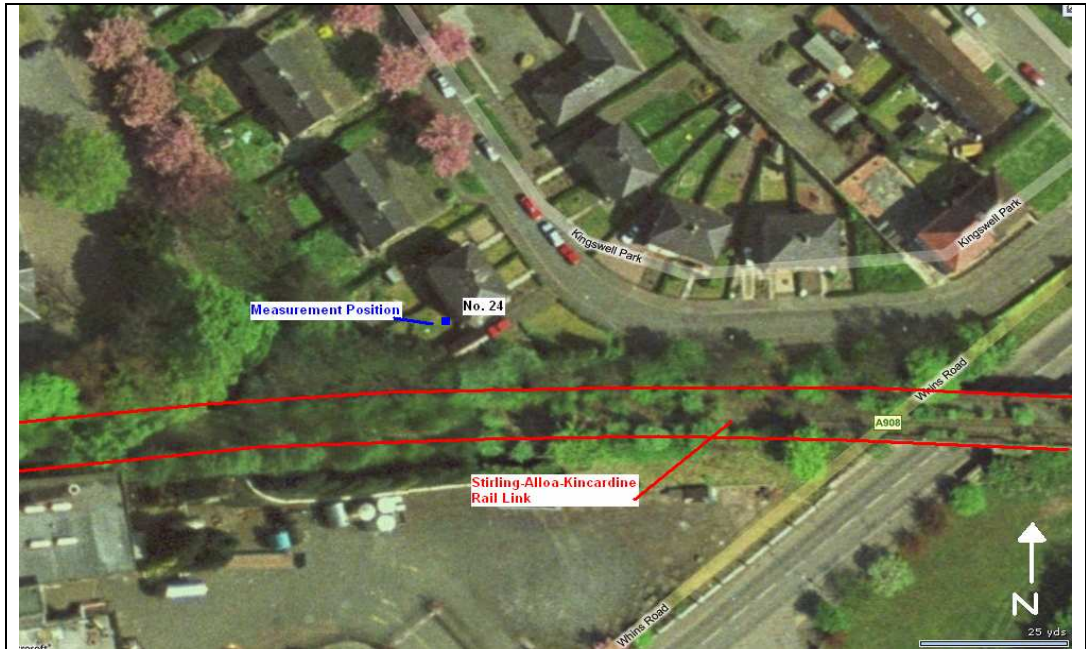 Kingswell Park
Kingswell Park
No. 24
Measurement Position
Whins Road
A908
Stirling-Alloa-Kincardine
Rail Link
N
25 yds
Whins Road